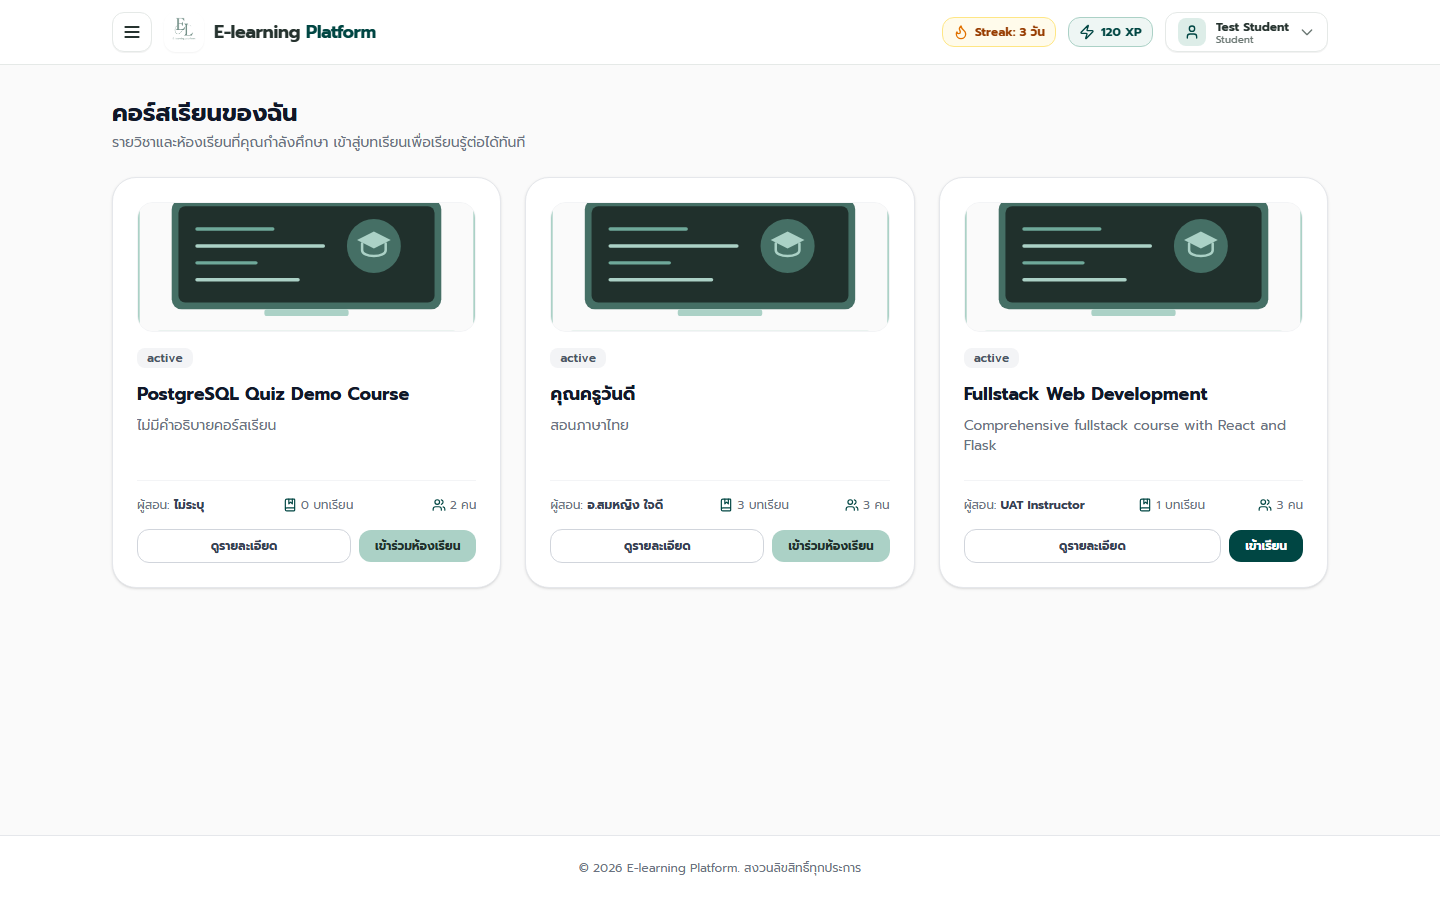 E-learning Platform
Streak: 3 วัน
120 XP
Test Student
Student
คอร์สเรียนของฉัน
รายวิชาและห้องเรียนที่คุณกำลังศึกษา เข้าสู่บทเรียนเพื่อเรียนรู้ต่อได้ทันที
active
PostgreSQL Quiz Demo Course
ไม่มีคำอธิบายคอร์สเรียน
ผู้สอน: ไม่ระบุ
0 บทเรียน
2 คน
ดูรายละเอียด
เข้าร่วมห้องเรียน
active
คุณครูวันดี
สอนภาษาไทย
ผู้สอน: อ.สมหญิง ใจดี
3 บทเรียน
3 คน
ดูรายละเอียด
เข้าร่วมห้องเรียน
active
Fullstack Web Development
Comprehensive fullstack course with React and
Flask
ผู้สอน: UAT Instructor
1 บทเรียน
3 คน
ดูรายละเอียด
เข้าเรียน
© 2026 E-learning Platform. สงวนลิขสิทธิ์ทุกประการ